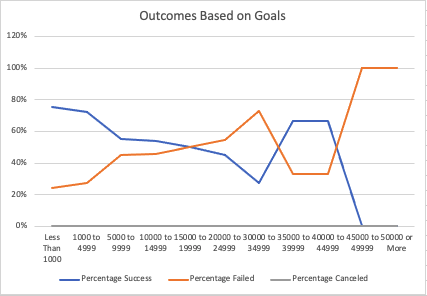 Outcomes Based on Goals
120%
100%
80%
60%
40%
20%
0%
Less 1000 to 5000 to 10000 to 15000 to 20000 to 30000 to 35000 to 40000 to 45000 to 50000 or
Than 4999 9999 14999 19999 24999 34999 39999 44999 49999 More
1000
Percentage Success Percentage Failed Percentage Canceled